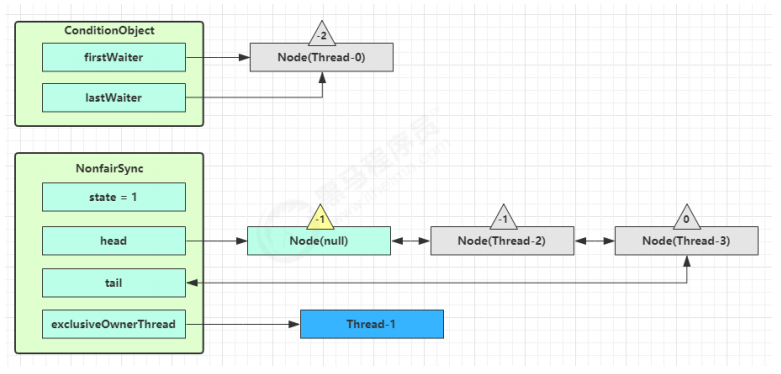 ConditionObject
-2
firstWaiter
Node(Thread-0)
lastWaiter
NonfairSync
state = 1
-1
-1
0
head
Node(null)
Node(Thread-2)
Node(Thread-3)
tail
exclusiveOwnerThread
Thread-1
黑马程序员